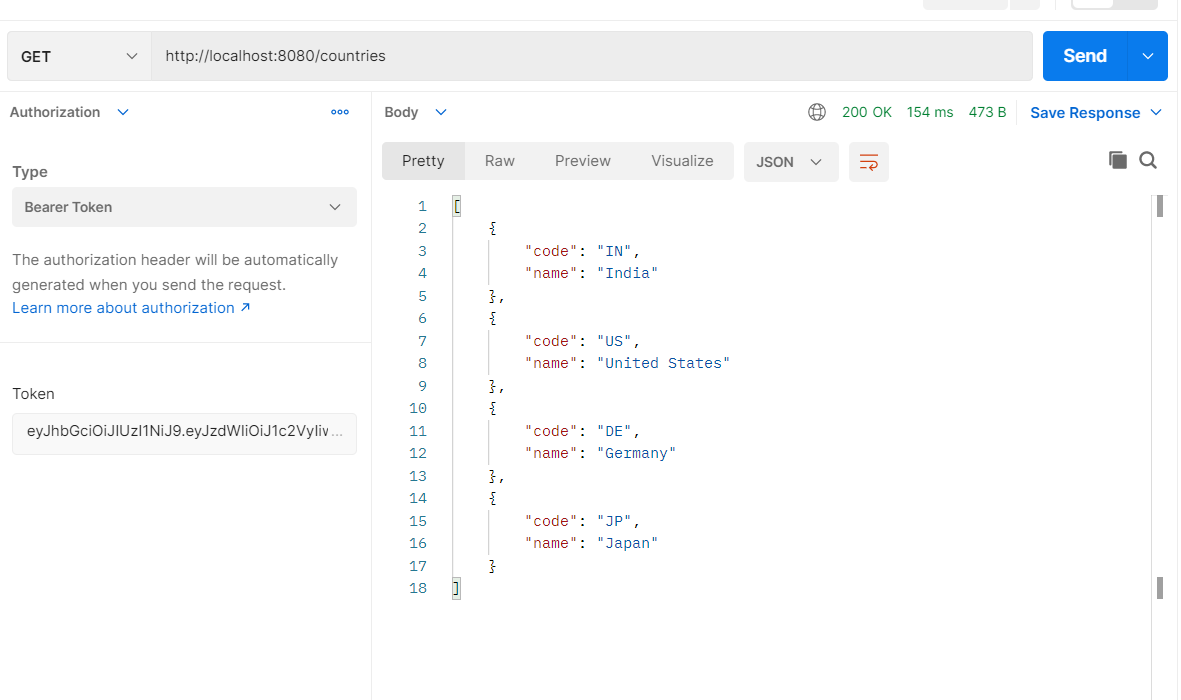 GET
http://localhost:8080/countries
Send
Authorization
Body
200 OK 154 ms 473 B
Save Response
Type
Bearer Token
The authorization header will be automatically
generated when you send the request.
Learn more about authorization ↗
Token
eyJhbGciOiJIUzI1NiJ9.eyJzdWIiOiJ1c2VyIiw...
Pretty Raw Preview Visualize
JSON
1 [
2 {
3 "code": "IN",
4 "name": "India"
5 },
6 {
7 "code": "US",
8 "name": "United States"
9 },
10 {
11 "code": "DE",
12 "name": "Germany"
13 },
14 {
15 "code": "JP",
16 "name": "Japan"
17 }
18 ]